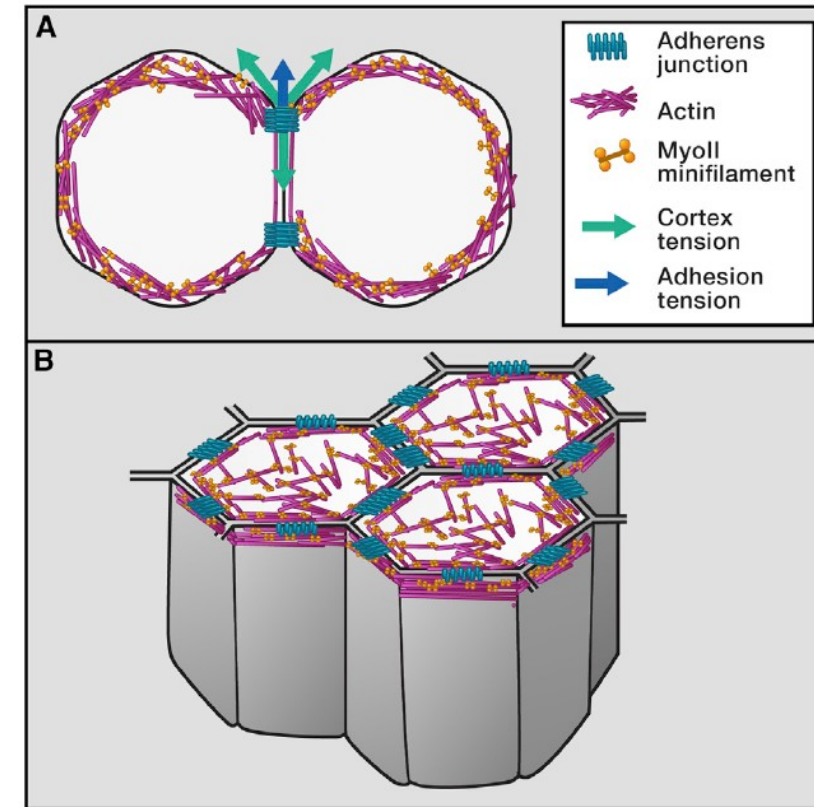 A
Adherens
junction
Actin
MyoII
minifilament
Cortex
tension
Adhesion
tension
B